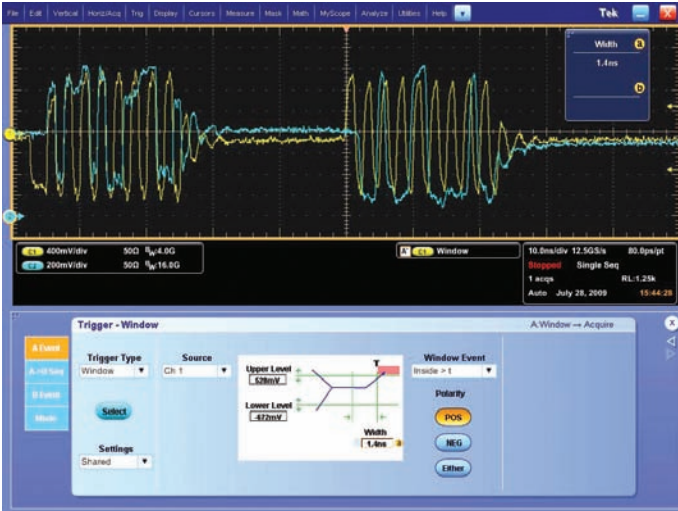 File Edit Vertical Horiz/Acq Trig Display Cursors Measure Mask Math MyScope Analyze Utilities Help
Tek
Width a
1.4ns
b
C1 400mV/div 50Ω BW:4.0G
C2 200mV/div 50Ω BW:16.0G
A' C1 Window
10.0ns/div 12.5GS/s 80.0ps/pt
Stopped Single Seq
1 acqs RL:1.25k
Auto July 28, 2009 15:44:28
Trigger - Window
A:Window → Acquire
A Event
A->B Seq
B Event
Mode
Trigger Type
Window
Select
Settings
Shared
Source
Ch 1
Upper Level
528mV
Lower Level
-672mV
T
Width
1.4ns a
Window Event
Inside > t
Polarity
POS
NEG
Either